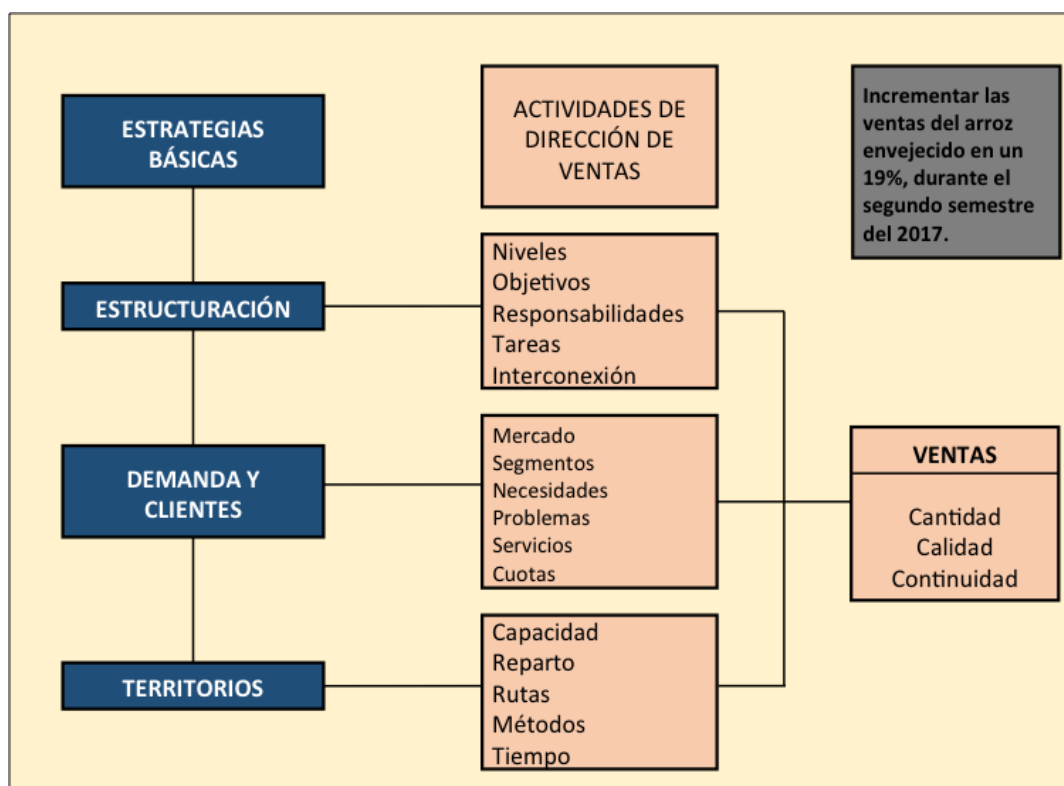 ESTRATEGIAS
BÁSICAS
ACTIVIDADES DE
DIRECCIÓN DE
VENTAS
Incrementar las
ventas del arroz
envejecido en un
19%, durante el
segundo semestre
del 2017.
ESTRUCTURACIÓN
Niveles
Objetivos
Responsabilidades
Tareas
Interconexión
DEMANDA Y
CLIENTES
Mercado
Segmentos
Necesidades
Problemas
Servicios
Cuotas
VENTAS
Cantidad
Calidad
Continuidad
TERRITORIOS
Capacidad
Reparto
Rutas
Métodos
Tiempo